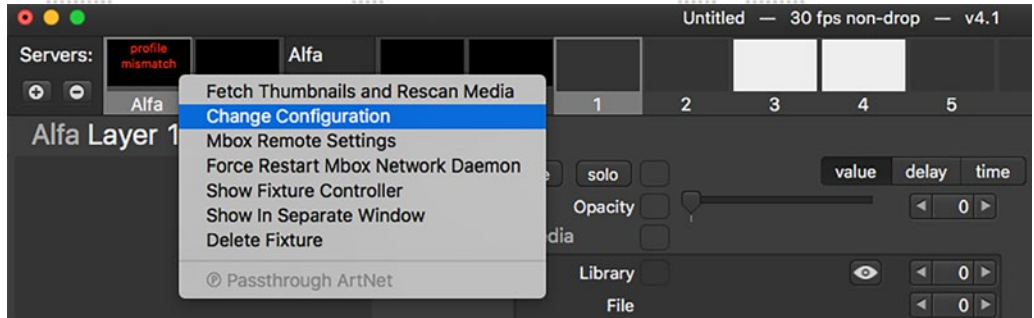 Untitled — 30 fps non-drop — v4.1
Servers:
profile
mismatch
Alfa
Alfa
1 2 3 4 5
Alfa Layer 1
Fetch Thumbnails and Rescan Media
Change Configuration
Mbox Remote Settings
Force Restart Mbox Network Daemon
Show Fixture Controller
Show In Separate Window
Delete Fixture
Ⓟ Passthrough ArtNet
solo
value delay time
Opacity 0
Library 0
File 0